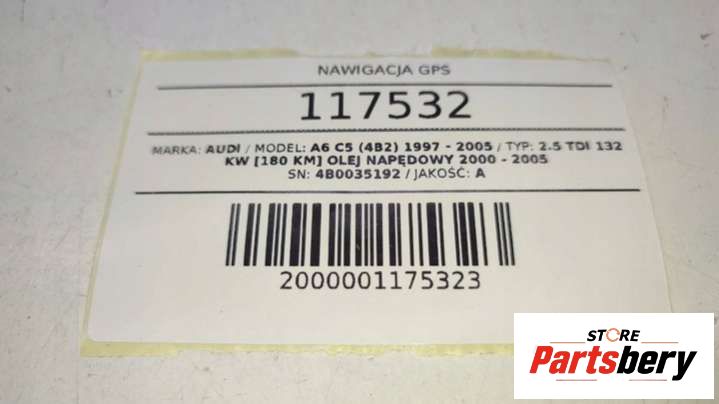 NAWIGACJA GPS
117532
MARKA: AUDI / MODEL: A6 C5 (4B2) 1997 - 2005 / TYP: 2.5 TDI 132
KW [180 KM] OLEJ NAPĘDOWY 2000 - 2005
SN: 4B0035192 / JAKOŚĆ: A
2000001175323
STORE
Partsbery